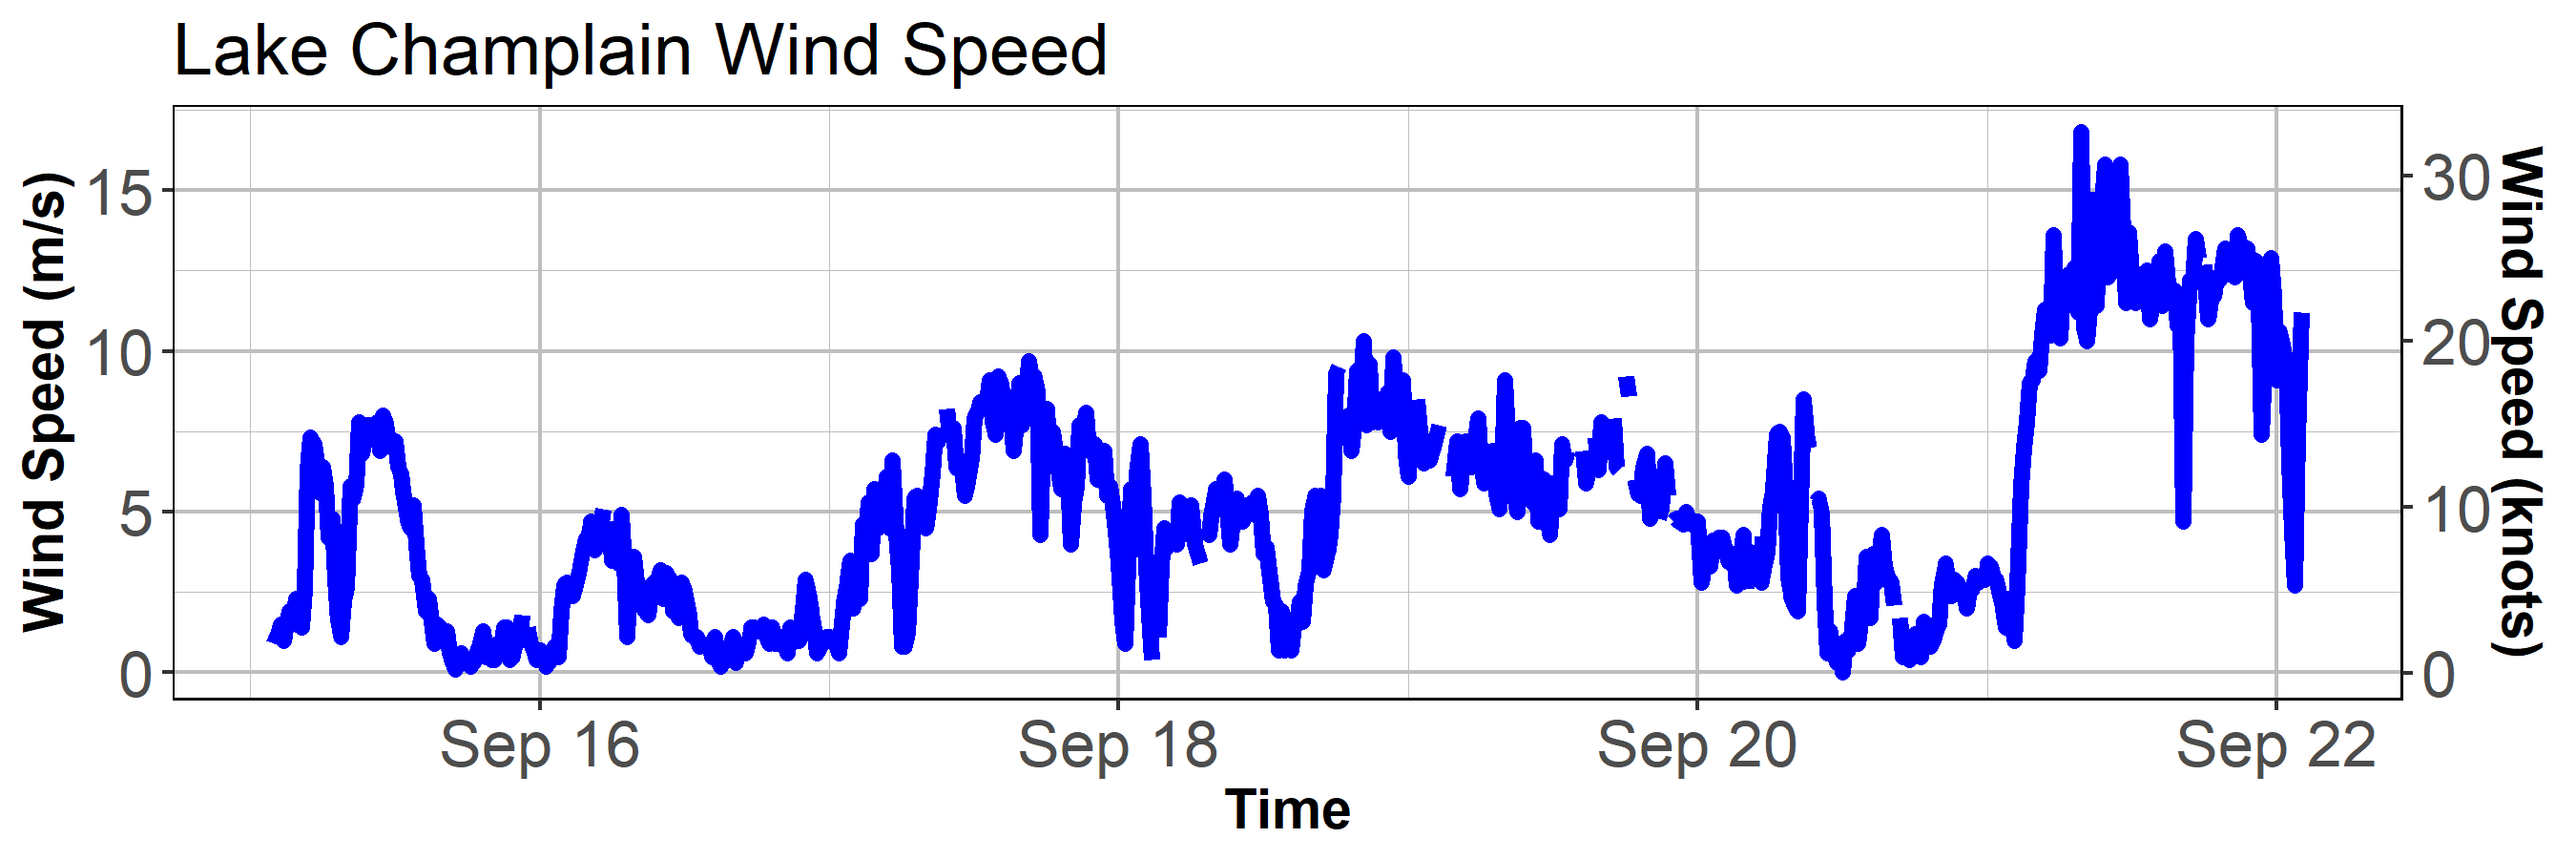 Lake Champlain Wind Speed
Wind Speed (m/s)
15
10
5
0
30
20
10
0
Wind Speed (knots)
Sep 16
Sep 18
Sep 20
Sep 22
Time